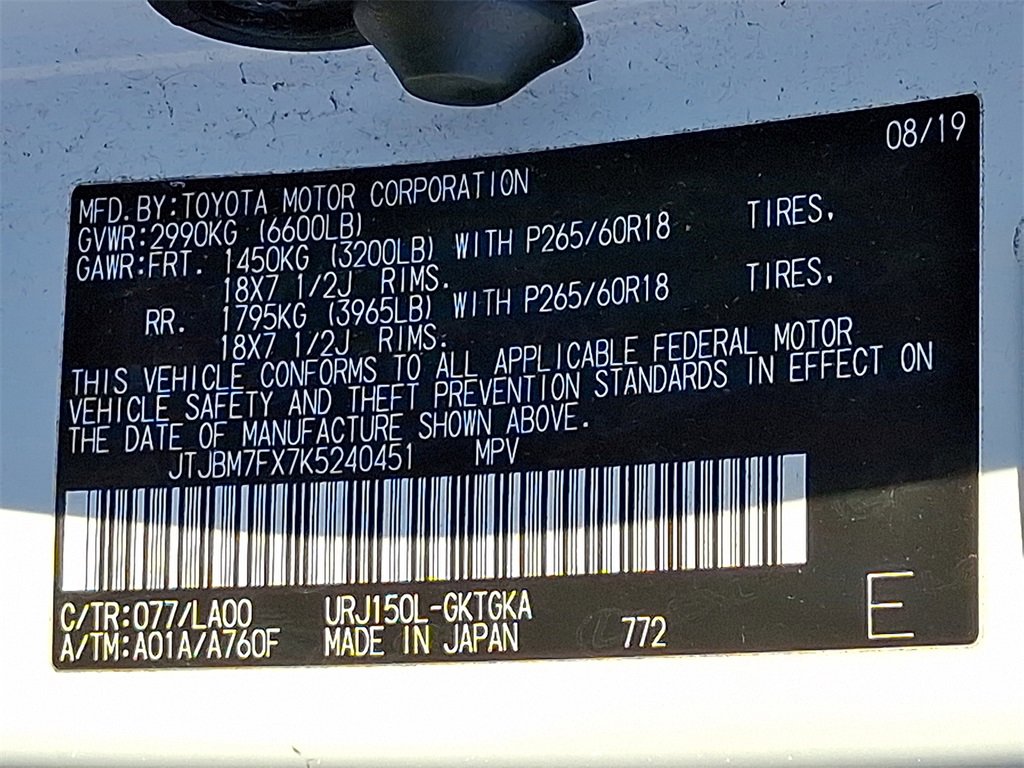 08/19
MFD. BY: TOYOTA MOTOR CORPORATION
GVWR: 2990KG (6600LB)
GAWR: FRT. 1450KG (3200LB) WITH P265/60R18 TIRES,
18X7 1/2J RIMS.
RR. 1795KG (3965LB) WITH P265/60R18 TIRES,
18X7 1/2J RIMS.
THIS VEHICLE CONFORMS TO ALL APPLICABLE FEDERAL MOTOR
VEHICLE SAFETY AND THEFT PREVENTION STANDARDS IN EFFECT ON
THE DATE OF MANUFACTURE SHOWN ABOVE.
JTJBM7FX7K5240451 MPV
C/TR: 077/LA00 URJ150L-GKTGKA
A/TM: A01A/A760F MADE IN JAPAN 772 E